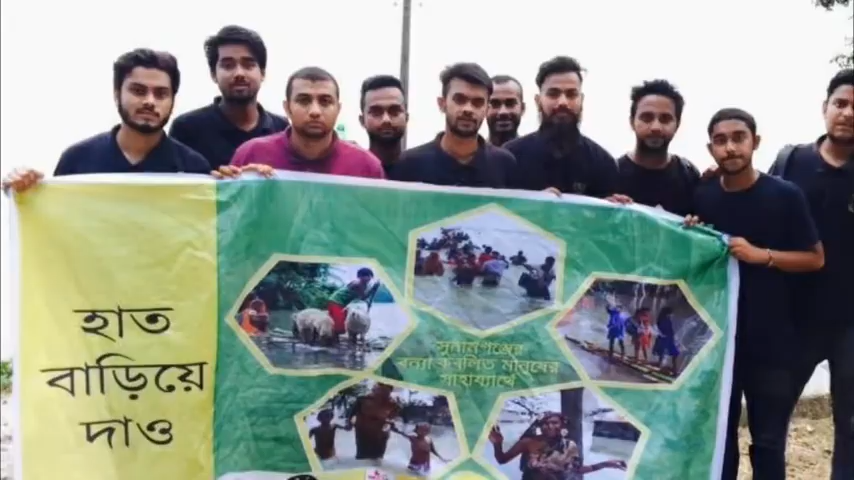 হাত
বাড়িয়ে
দাও
সুনামগঞ্জের
বন্যা কবলিত মানুষের
সাহায্যার্থে